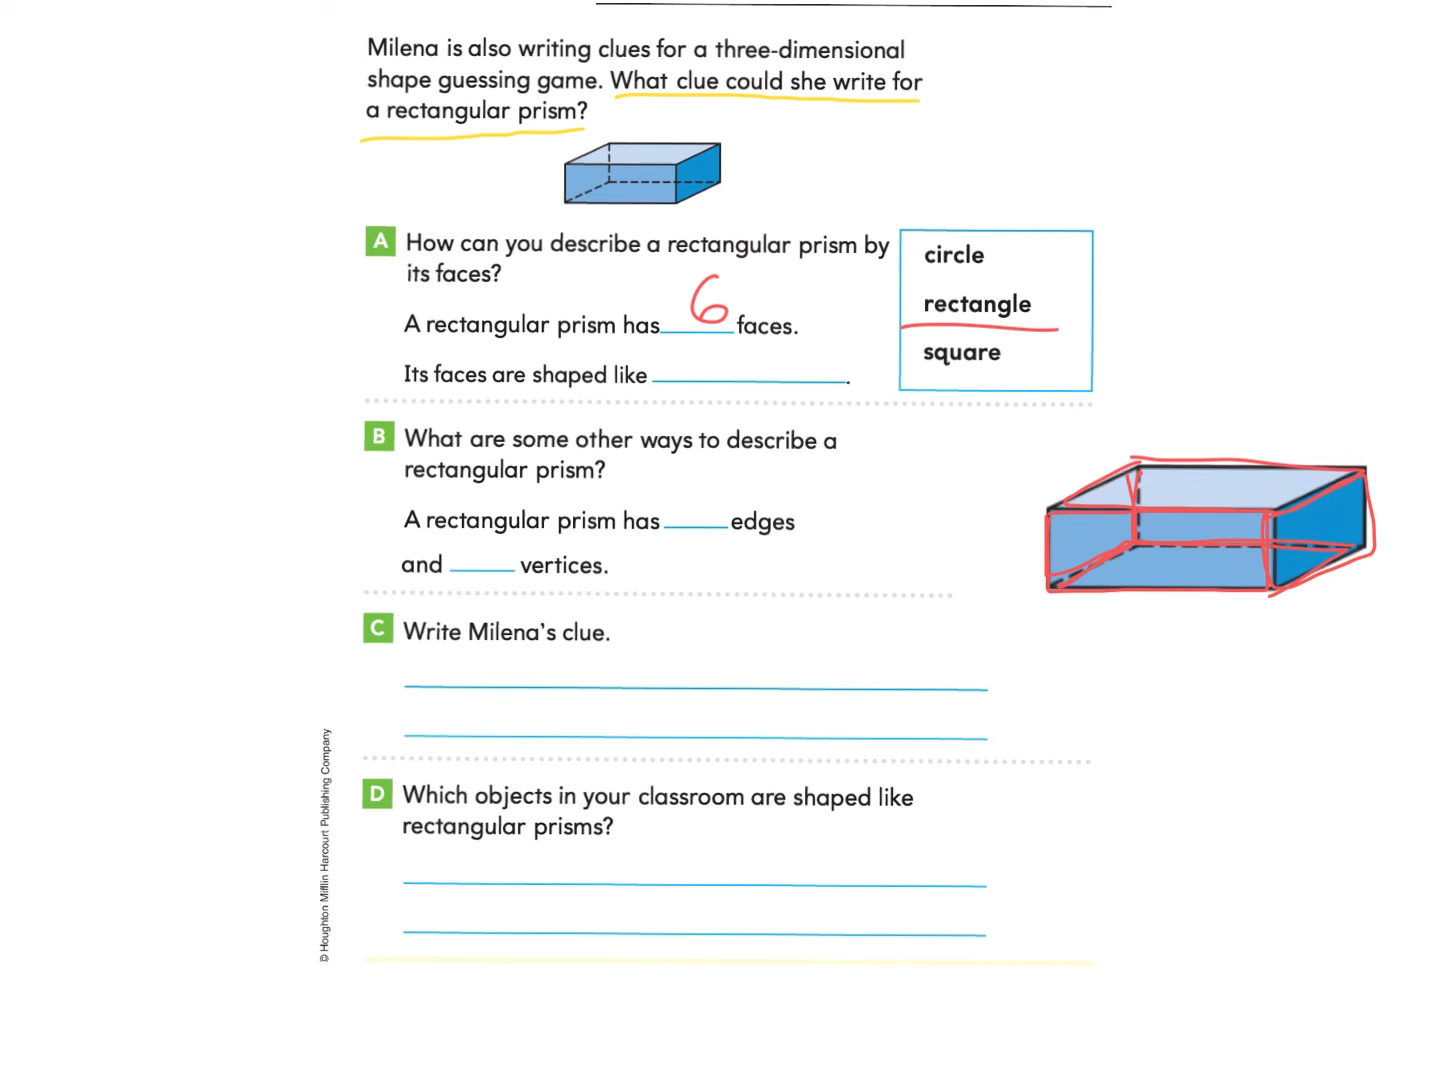 Milena is also writing clues for a three-dimensional
shape guessing game. What clue could she write for
a rectangular prism?
A How can you describe a rectangular prism by
its faces?
A rectangular prism has 6 faces.
Its faces are shaped like ____.
circle
rectangle
square
B What are some other ways to describe a
rectangular prism?
A rectangular prism has ____ edges
and ____ vertices.
C Write Milena's clue.
D Which objects in your classroom are shaped like
rectangular prisms?
© Houghton Mifflin Harcourt Publishing Company